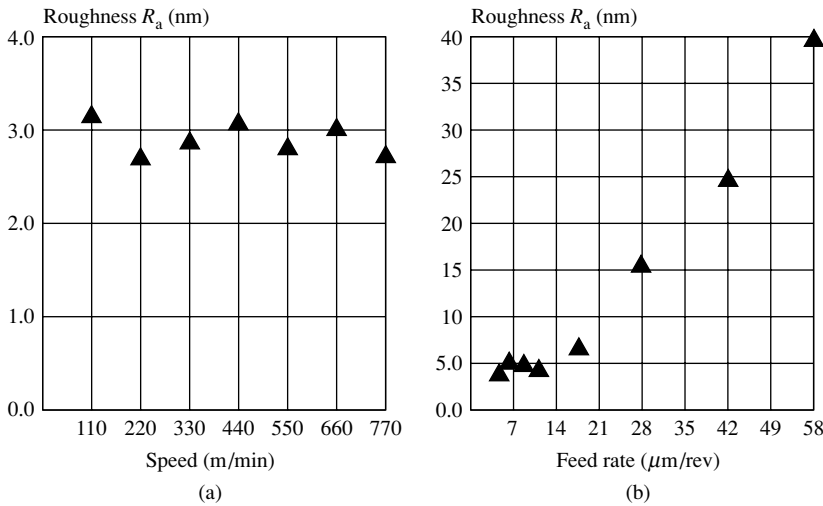 Roughness Ra (nm)
4.0
3.0
2.0
1.0
0.0
110 220 330 440 550 660 770
Speed (m/min)
(a)
Roughness Ra (nm)
40
35
30
25
20
15
10
5.0
0.0
7 14 21 28 35 42 49 58
Feed rate (μm/rev)
(b)